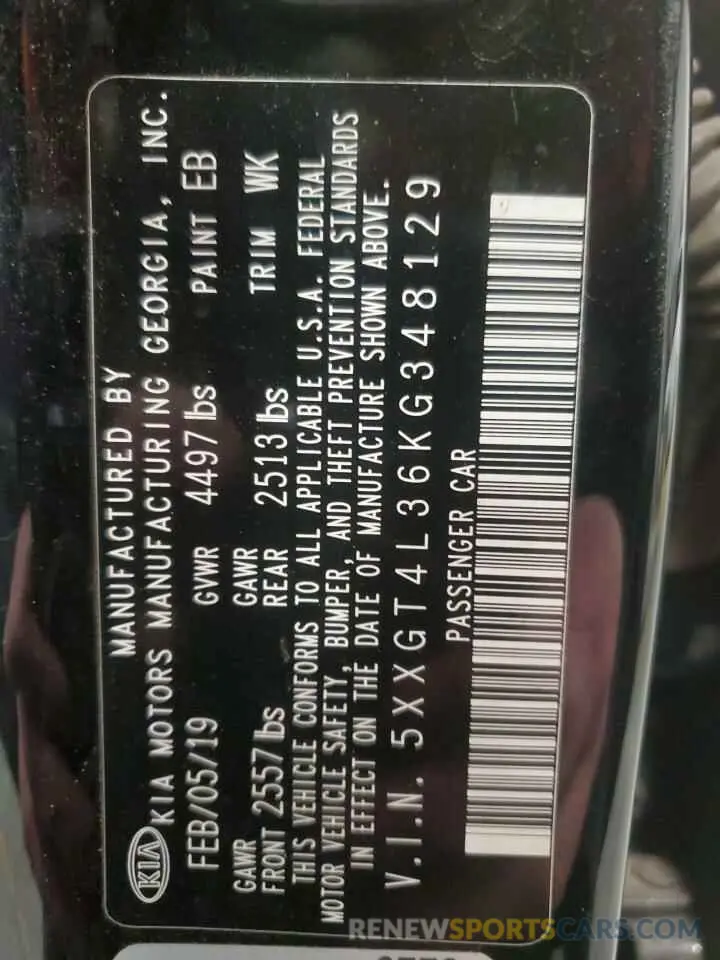 MANUFACTURED BY
KIA KIA MOTORS MANUFACTURING GEORGIA, INC.
FEB/05/19 GVWR 4497 lbs PAINT EB
GAWR GAWR
FRONT 2557 lbs REAR 2513 lbs TRIM WK
THIS VEHICLE CONFORMS TO ALL APPLICABLE U.S.A. FEDERAL
MOTOR VEHICLE SAFETY, BUMPER, AND THEFT PREVENTION STANDARDS
IN EFFECT ON THE DATE OF MANUFACTURE SHOWN ABOVE.
V.I.N. 5XXGT4L36KG348129
PASSENGER CAR
RENEWSPORTSCARS.COM